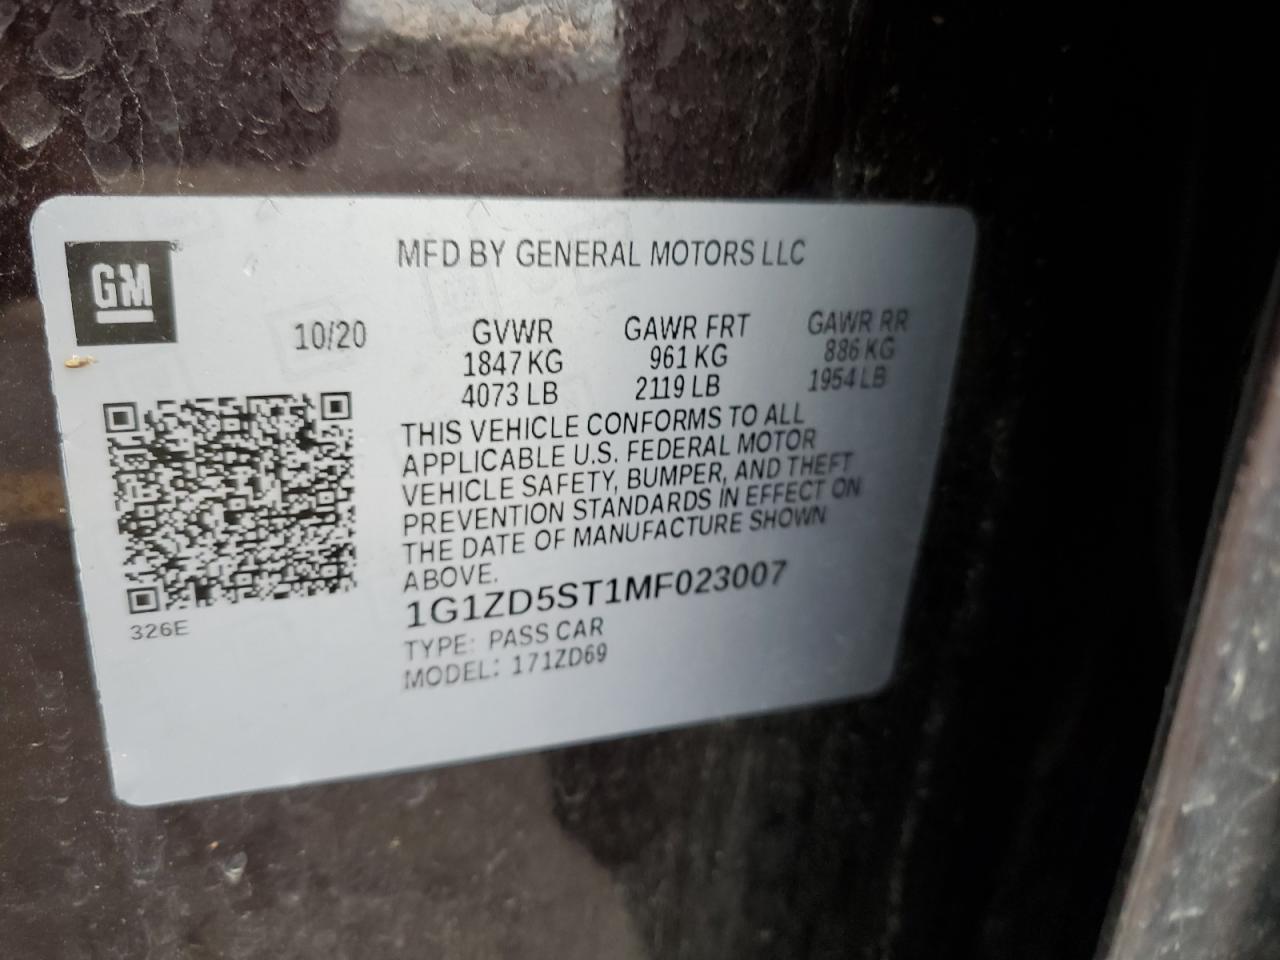 GM
MFD BY GENERAL MOTORS LLC
10/20 GVWR GAWR FRT GAWR RR
1847 KG 961 KG 886 KG
4073 LB 2119 LB 1954 LB
THIS VEHICLE CONFORMS TO ALL
APPLICABLE U.S. FEDERAL MOTOR
VEHICLE SAFETY, BUMPER, AND THEFT
PREVENTION STANDARDS IN EFFECT ON
THE DATE OF MANUFACTURE SHOWN
ABOVE.
1G1ZD5ST1MF023007
326E
TYPE: PASS CAR
MODEL: 171ZD69